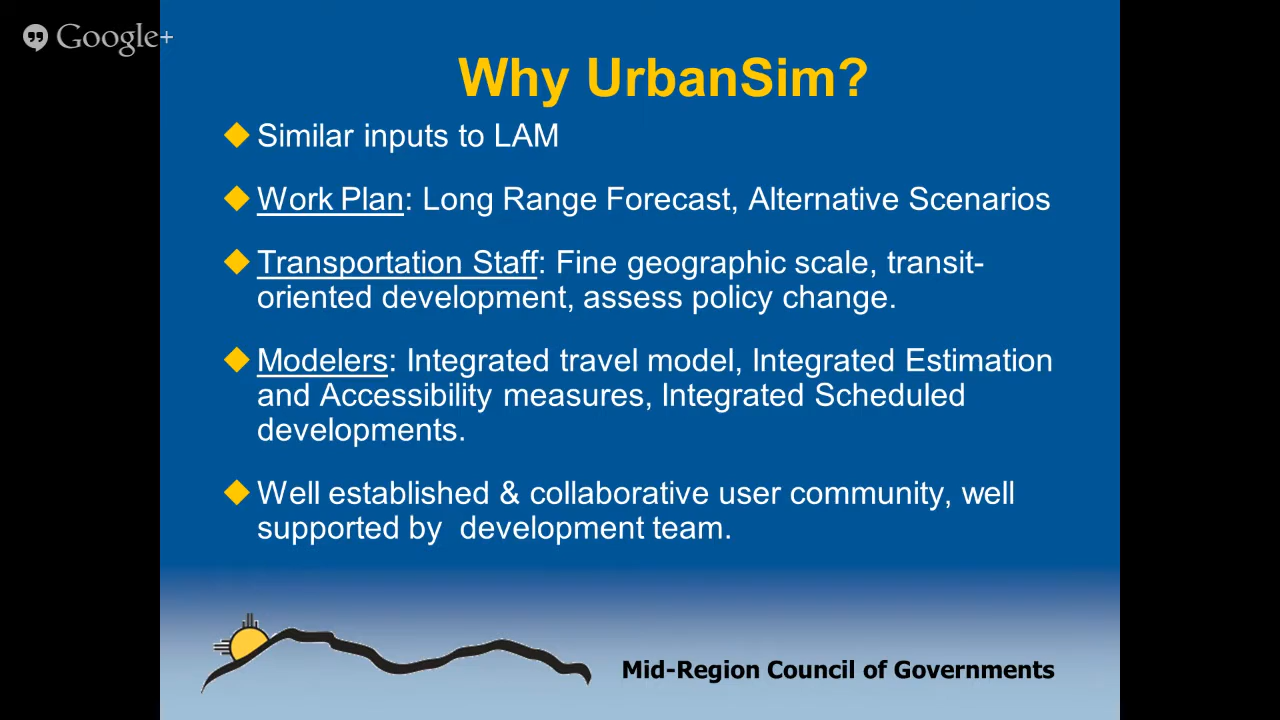 Google+
Why UrbanSim?
Similar inputs to LAM
Work Plan: Long Range Forecast, Alternative Scenarios
Transportation Staff: Fine geographic scale, transit-
oriented development, assess policy change.
Modelers: Integrated travel model, Integrated Estimation
and Accessibility measures, Integrated Scheduled
developments.
Well established & collaborative user community, well
supported by  development team.
Mid-Region Council of Governments